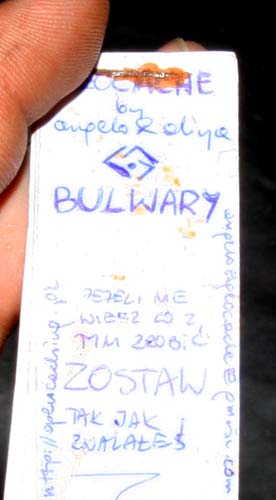 GEOCACHE
by
angelo & oliya
BULWARY
JEŻELI NIE
WIESZ CO Z
TYM ZROBIĆ
ZOSTAW
TAK JAK
ZNALAZŁEŚ
http://opencaching.pl